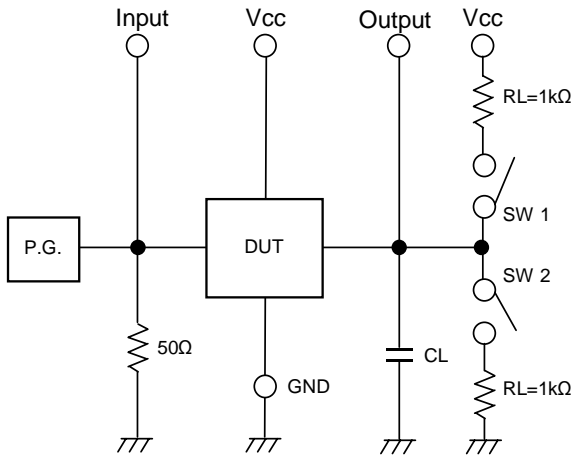 Input
Vcc
Output
Vcc
RL=1kΩ
SW 1
P.G.
DUT
SW 2
50Ω
CL
GND
RL=1kΩ